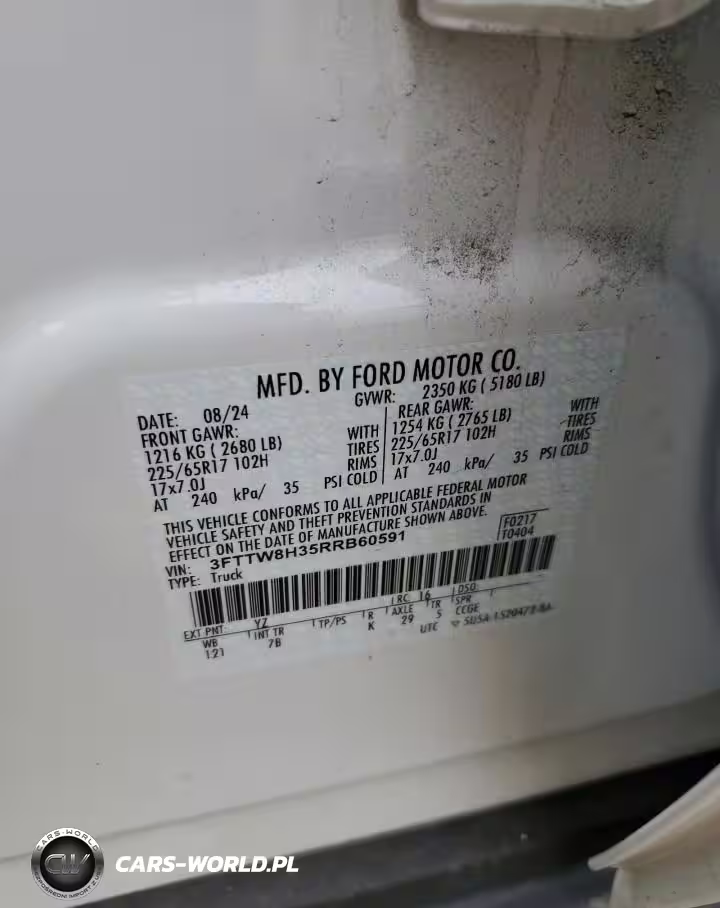 MFD. BY FORD MOTOR CO.
DATE: 08/24 GVWR: 2350 KG ( 5180 LB)
FRONT GAWR: WITH REAR GAWR: WITH
1216 KG ( 2680 LB) TIRES 1254 KG ( 2765 LB) TIRES
225/65R17 102H RIMS 225/65R17 102H RIMS
17x7.0J 17x7.0J
AT 240 kPa/ 35 PSI COLD AT 240 kPa/ 35 PSI COLD
THIS VEHICLE CONFORMS TO ALL APPLICABLE FEDERAL MOTOR
VEHICLE SAFETY AND THEFT PREVENTION STANDARDS IN
EFFECT ON THE DATE OF MANUFACTURE SHOWN ABOVE.
VIN: 3FTTW8H35RRB60591 F0217
TYPE: Truck T0404
EXT PNT YZ RC 16 DSO
WB INT TR TP/PS R AXLE TR SPR
121 7B K 29 5 CCGE
UTC
CARS-WORLD
CW
CARS-WORLD.PL